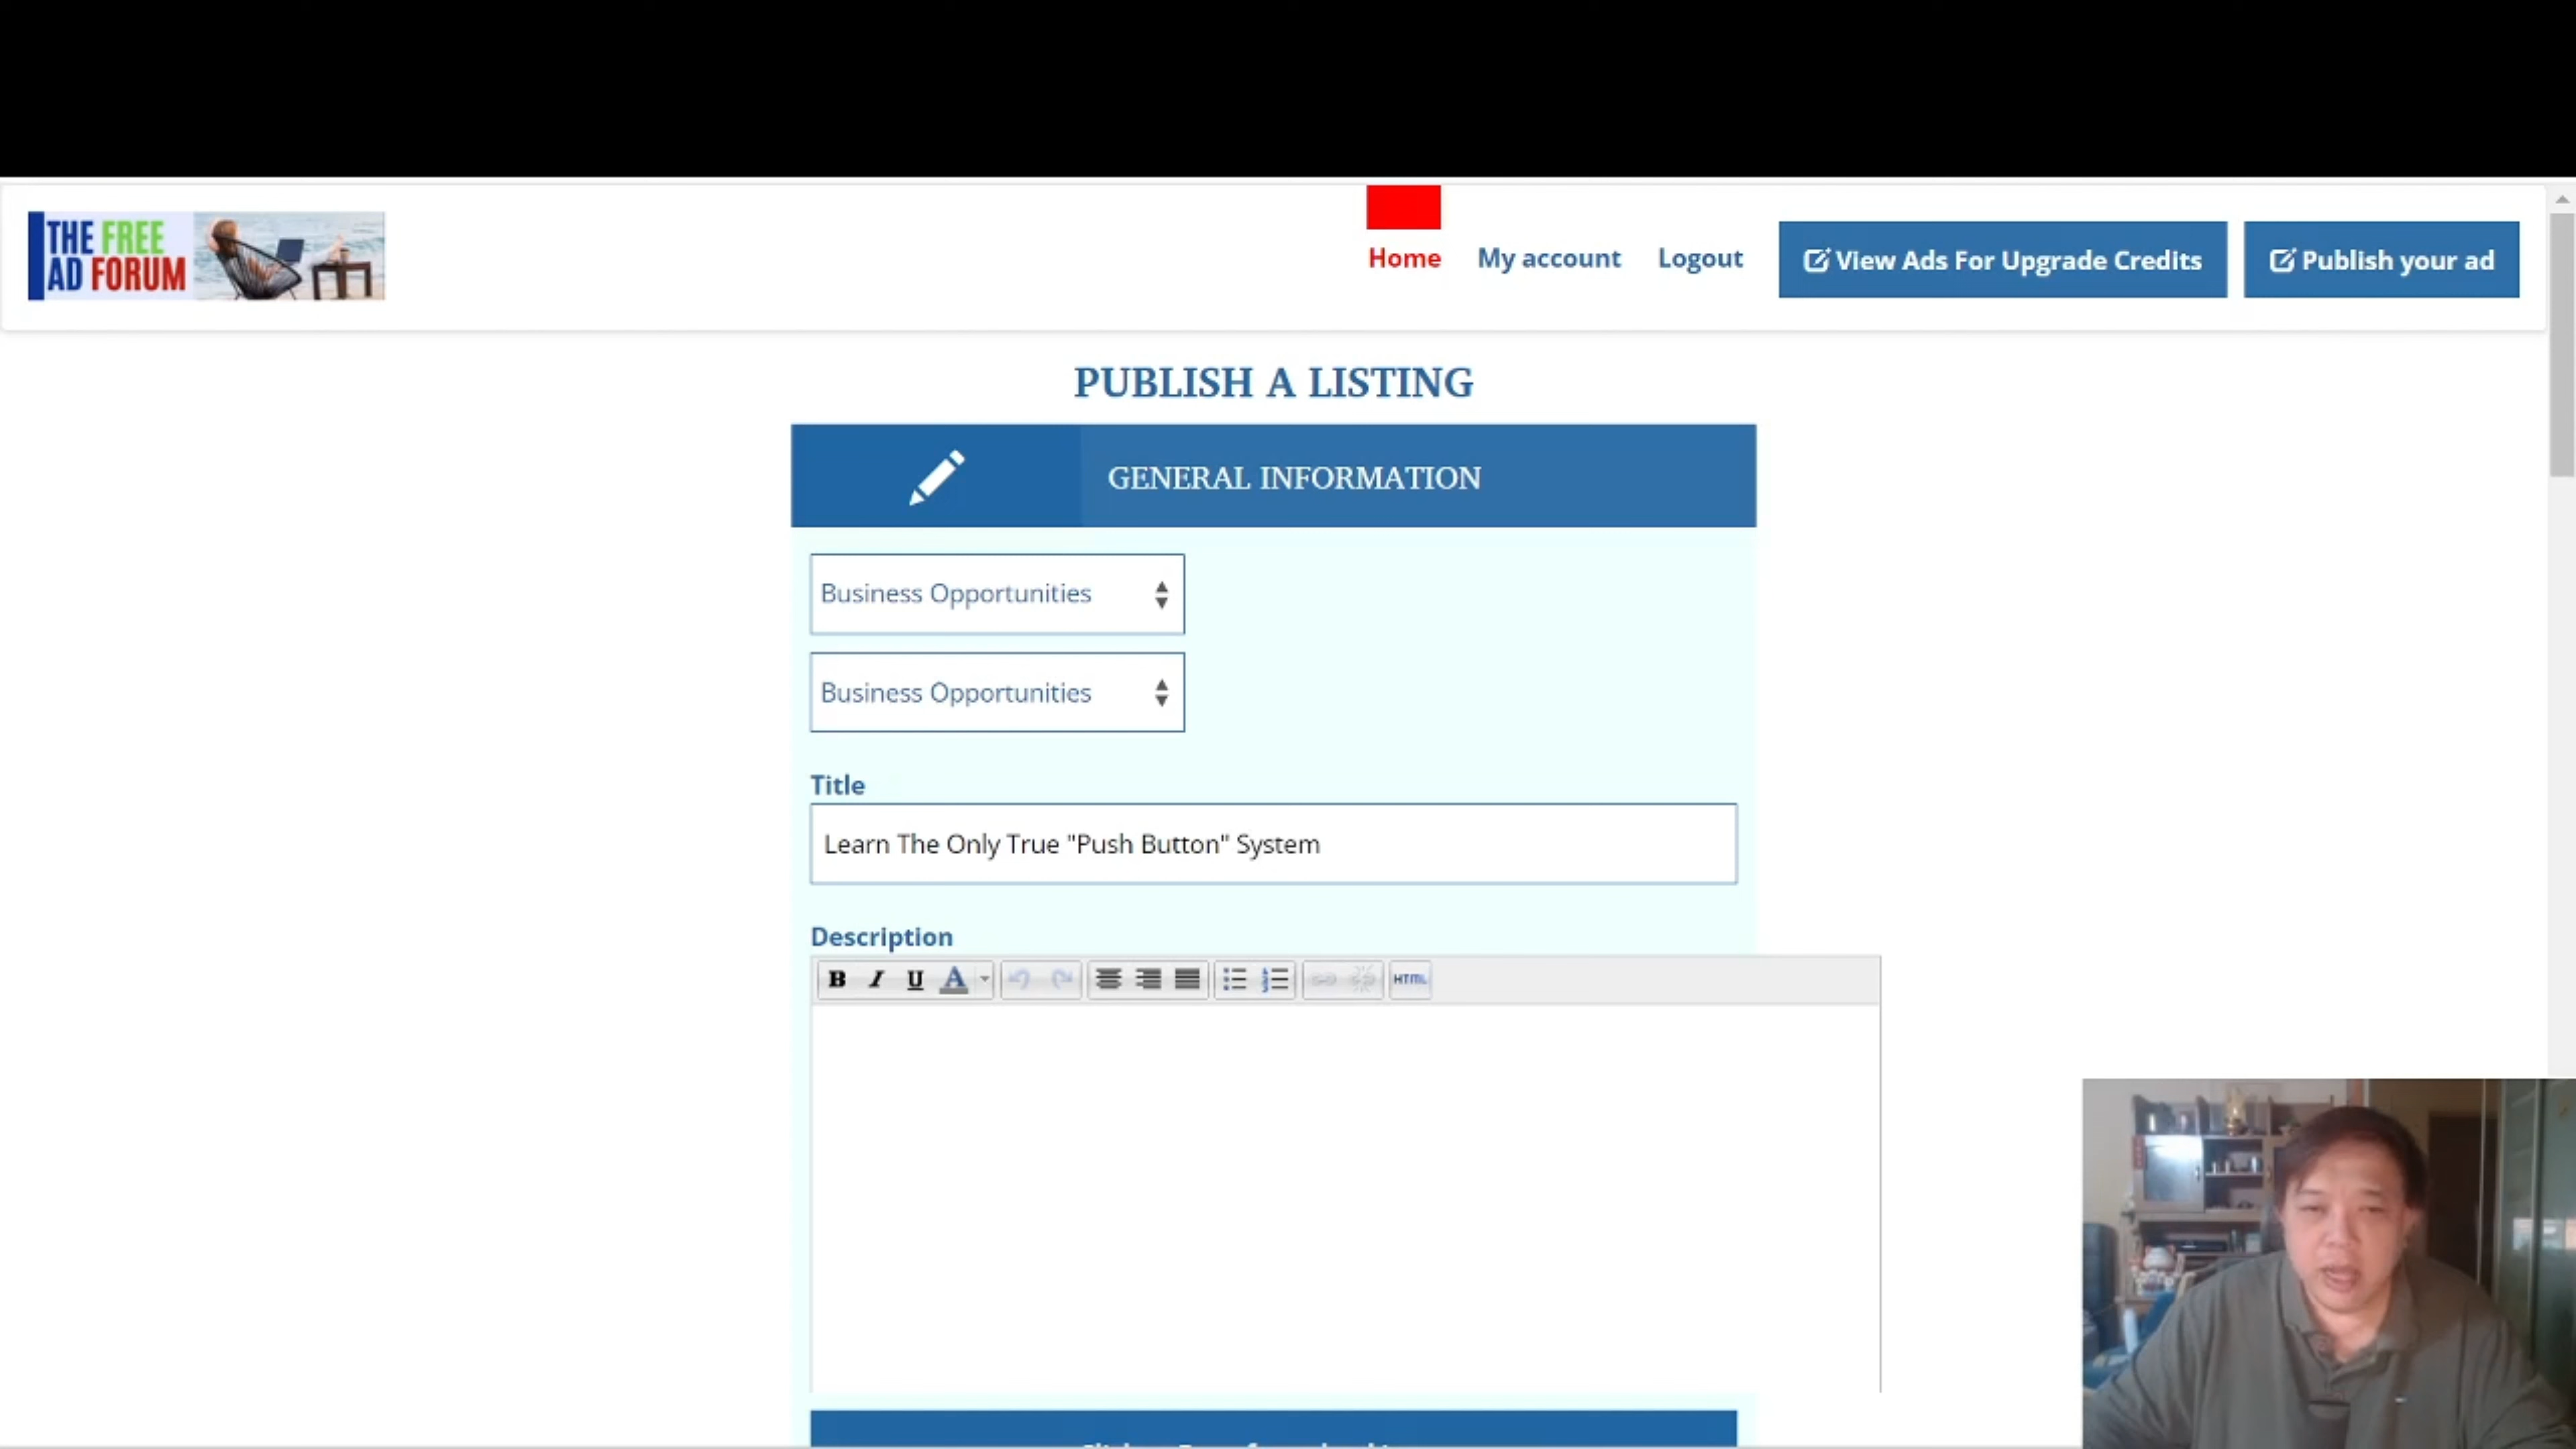 THE FREE
AD FORUM
Home
My account
Logout
View Ads For Upgrade Credits
Publish your ad
PUBLISH A LISTING
GENERAL INFORMATION
Business Opportunities
Business Opportunities
Title
Learn The Only True "Push Button" System
Description
B I U A HTML